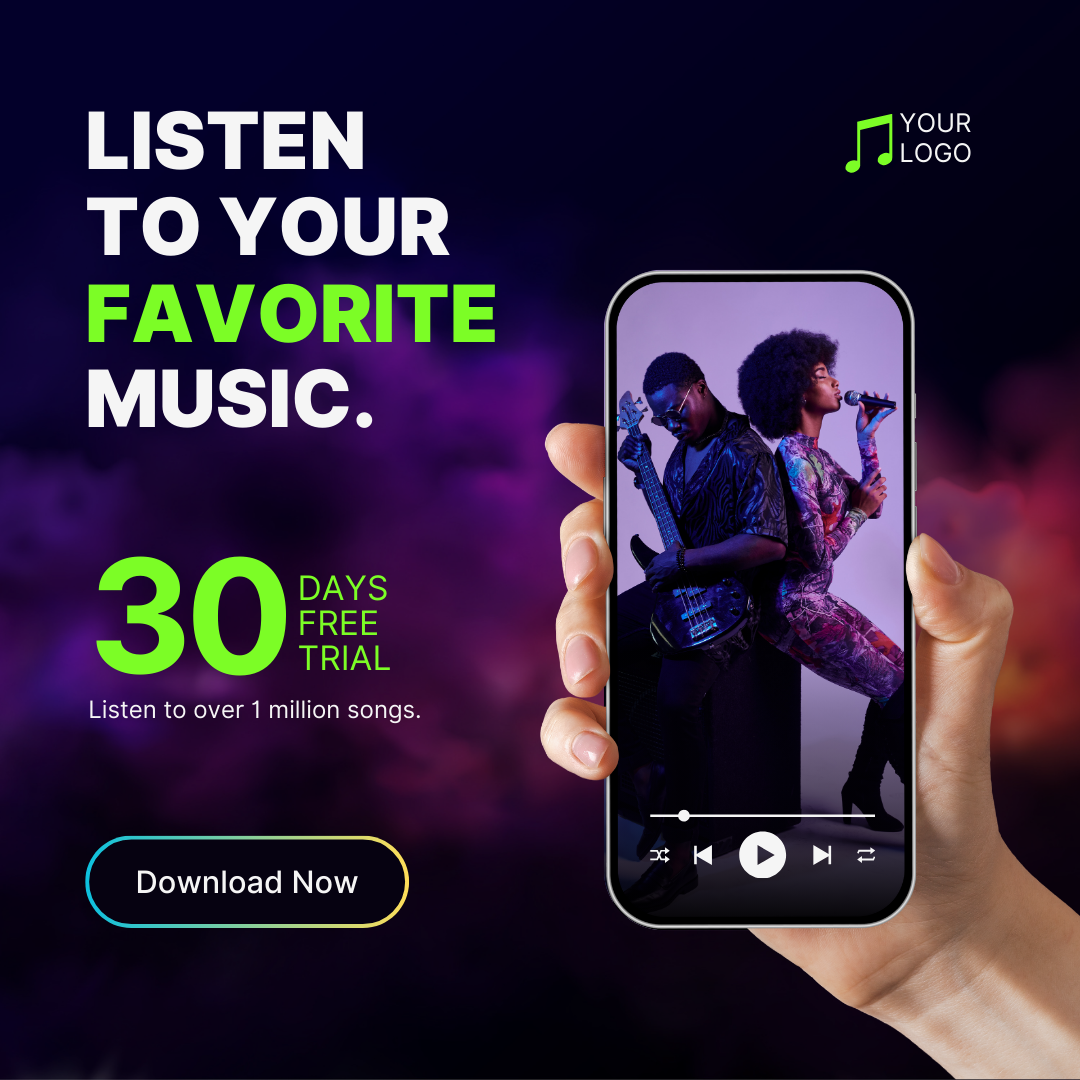 LISTEN
TO YOUR
FAVORITE
MUSIC.
YOUR
LOGO
30
DAYS
FREE
TRIAL
Listen to over 1 million songs.
Download Now